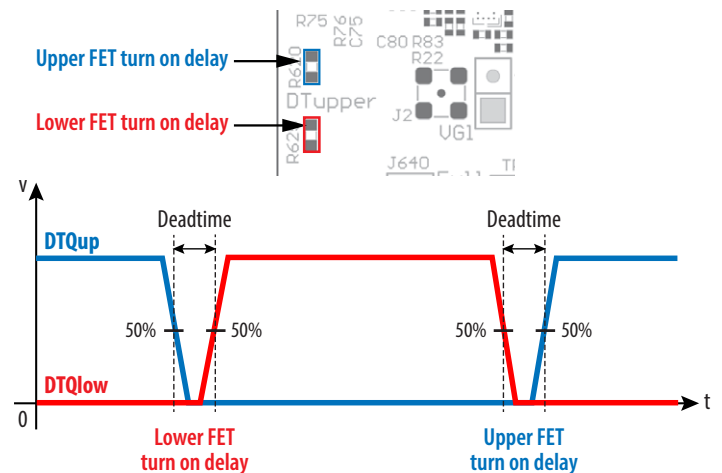 R75
R76
C75
C80 R83
R22
Upper FET turn on delay
R620
DTupper
Lower FET turn on delay
J2
VG1
J640
v
Deadtime
Deadtime
DTQup
50%
50%
50%
50%
DTQlow
0
t
Lower FET
turn on delay
Upper FET
turn on delay